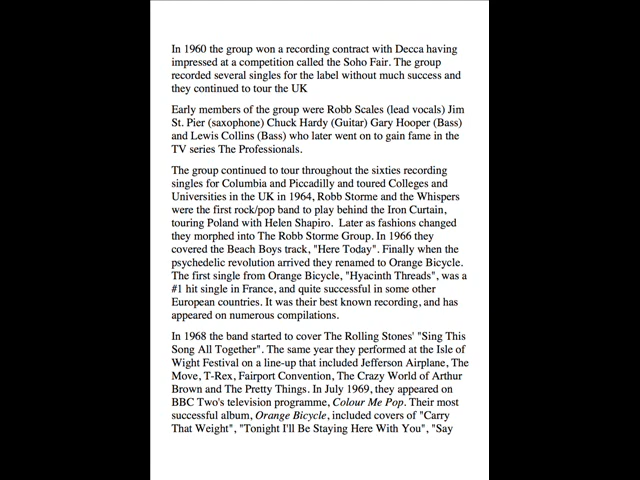 In 1960 the group won a recording contract with Decca having
impressed at a competition called the Soho Fair. The group
recorded several singles for the label without much success and
they continued to tour the UK
Early members of the group were Robb Scales (lead vocals) Jim
St. Pier (saxophone) Chuck Hardy (Guitar) Gary Hooper (Bass)
and Lewis Collins (Bass) who later went on to gain fame in the
TV series The Professionals.
The group continued to tour throughout the sixties recording
singles for Columbia and Piccadilly and toured Colleges and
Universities in the UK in 1964, Robb Storme and the Whispers
were the first rock/pop band to play behind the Iron Curtain,
touring Poland with Helen Shapiro.  Later as fashions changed
they morphed into The Robb Storme Group. In 1966 they
covered the Beach Boys track, "Here Today". Finally when the
psychedelic revolution arrived they renamed to Orange Bicycle.
The first single from Orange Bicycle, "Hyacinth Threads", was a
#1 hit single in France, and quite successful in some other
European countries. It was their best known recording, and has
appeared on numerous compilations.
In 1968 the band started to cover The Rolling Stones' "Sing This
Song All Together". The same year they performed at the Isle of
Wight Festival on a line-up that included Jefferson Airplane, The
Move, T-Rex, Fairport Convention, The Crazy World of Arthur
Brown and The Pretty Things. In July 1969, they appeared on
BBC Two's television programme, Colour Me Pop. Their most
successful album, Orange Bicycle, included covers of "Carry
That Weight", "Tonight I'll Be Staying Here With You", "Say